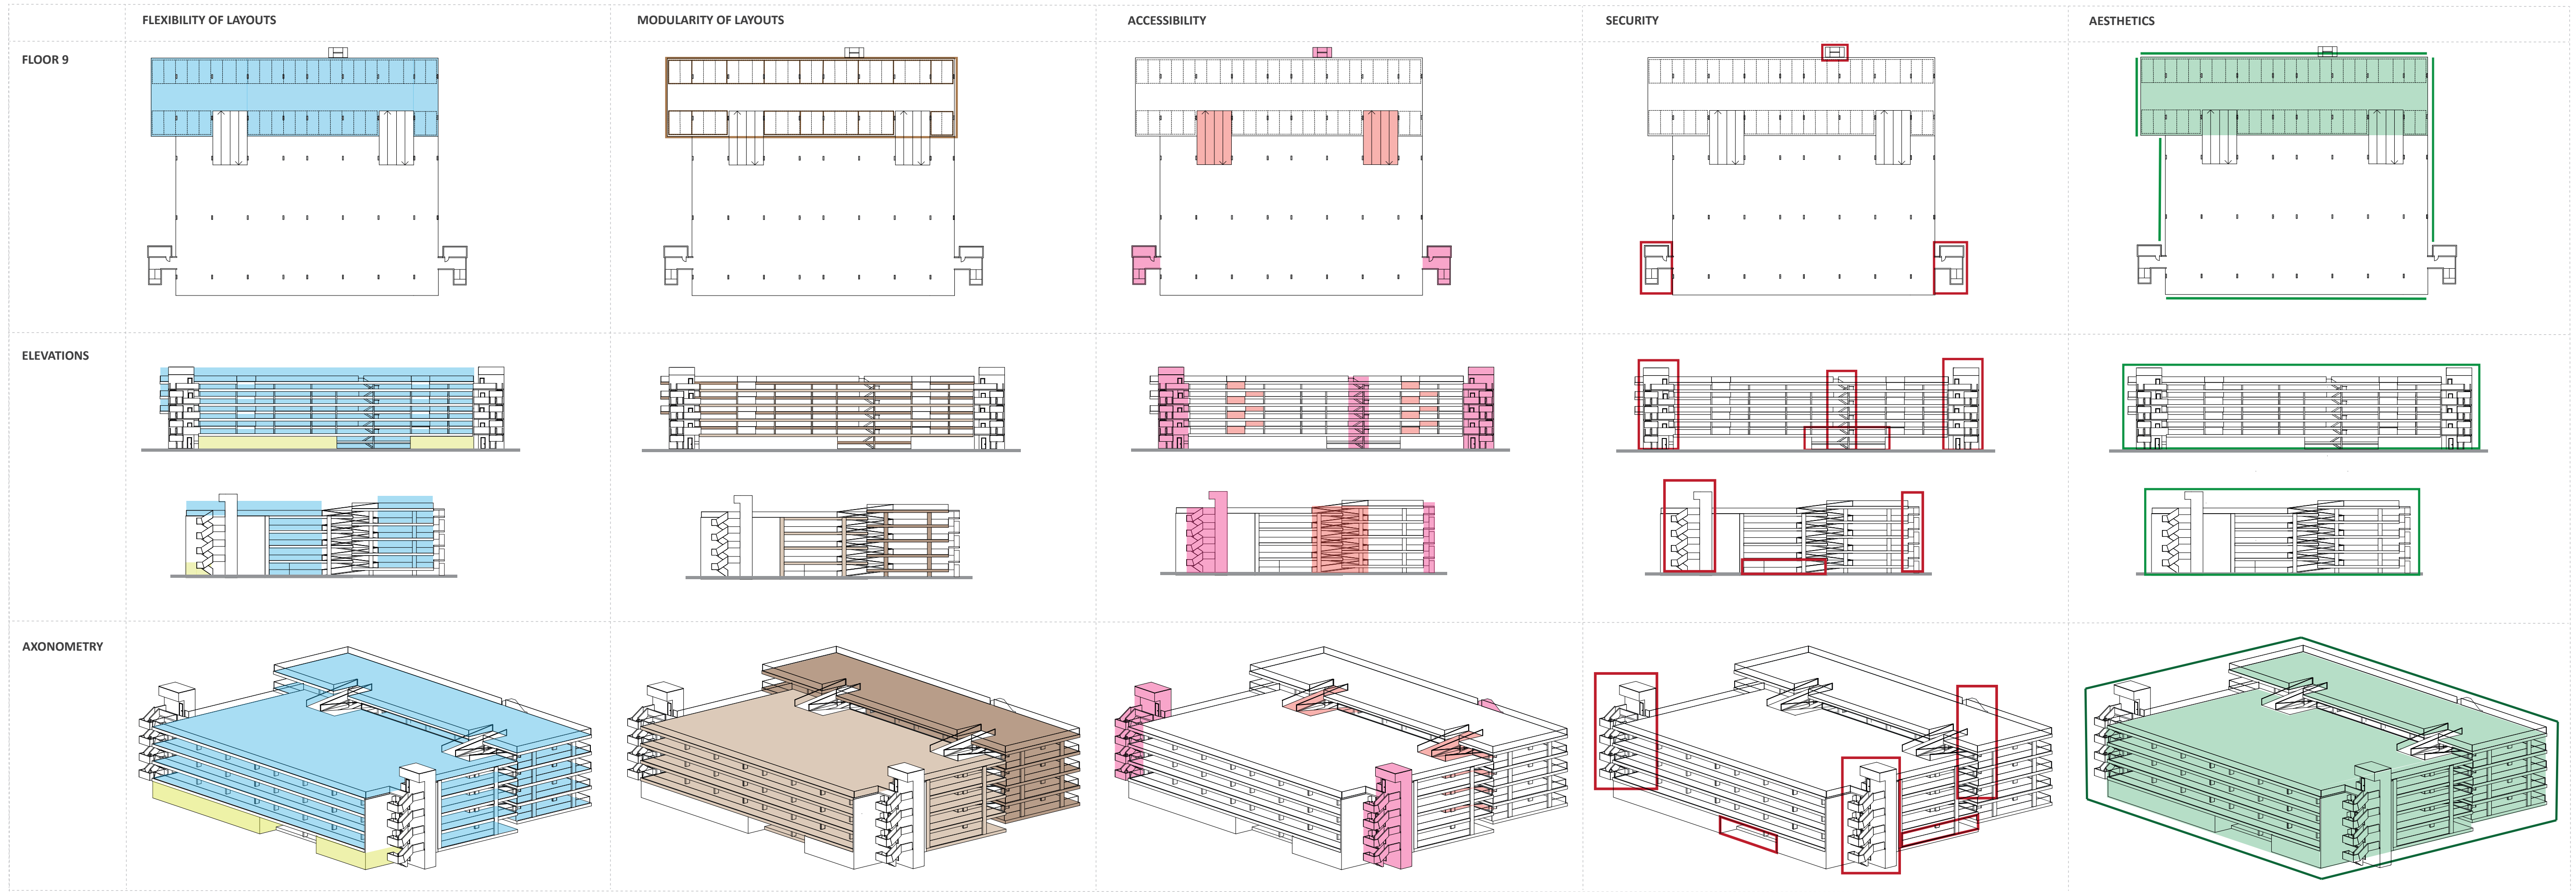 FLEXIBILITY OF LAYOUTS
MODULARITY OF LAYOUTS
ACCESSIBILITY
SECURITY
AESTHETICS
FLOOR 9
ELEVATIONS
AXONOMETRY